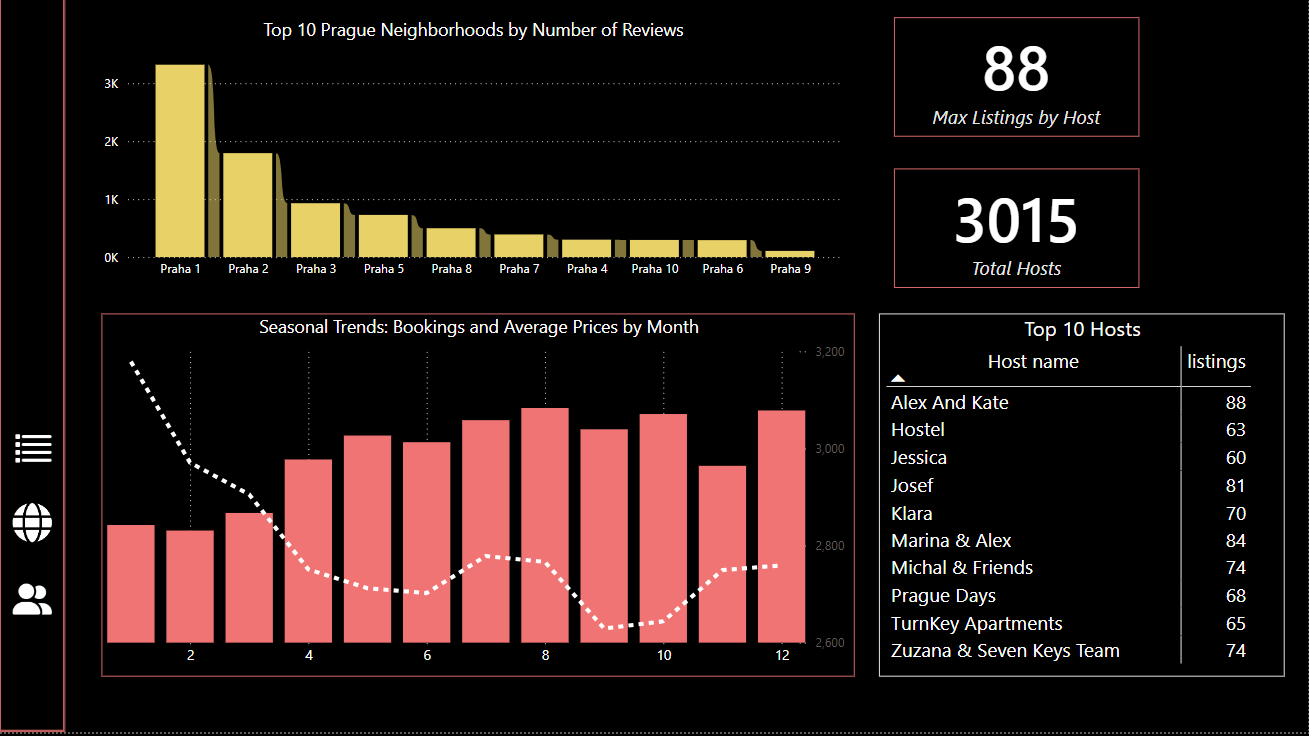 Top 10 Prague Neighborhoods by Number of Reviews
3K
2K
1K
0K
Praha 1 Praha 2 Praha 3 Praha 5 Praha 8 Praha 7 Praha 4 Praha 10 Praha 6 Praha 9
88
Max Listings by Host
3015
Total Hosts
Seasonal Trends: Bookings and Average Prices by Month
3,200
3,000
2,800
2,600
2 4 6 8 10 12
Top 10 Hosts
Host name listings
Alex And Kate 88
Hostel 63
Jessica 60
Josef 81
Klara 70
Marina & Alex 84
Michal & Friends 74
Prague Days 68
TurnKey Apartments 65
Zuzana & Seven Keys Team 74